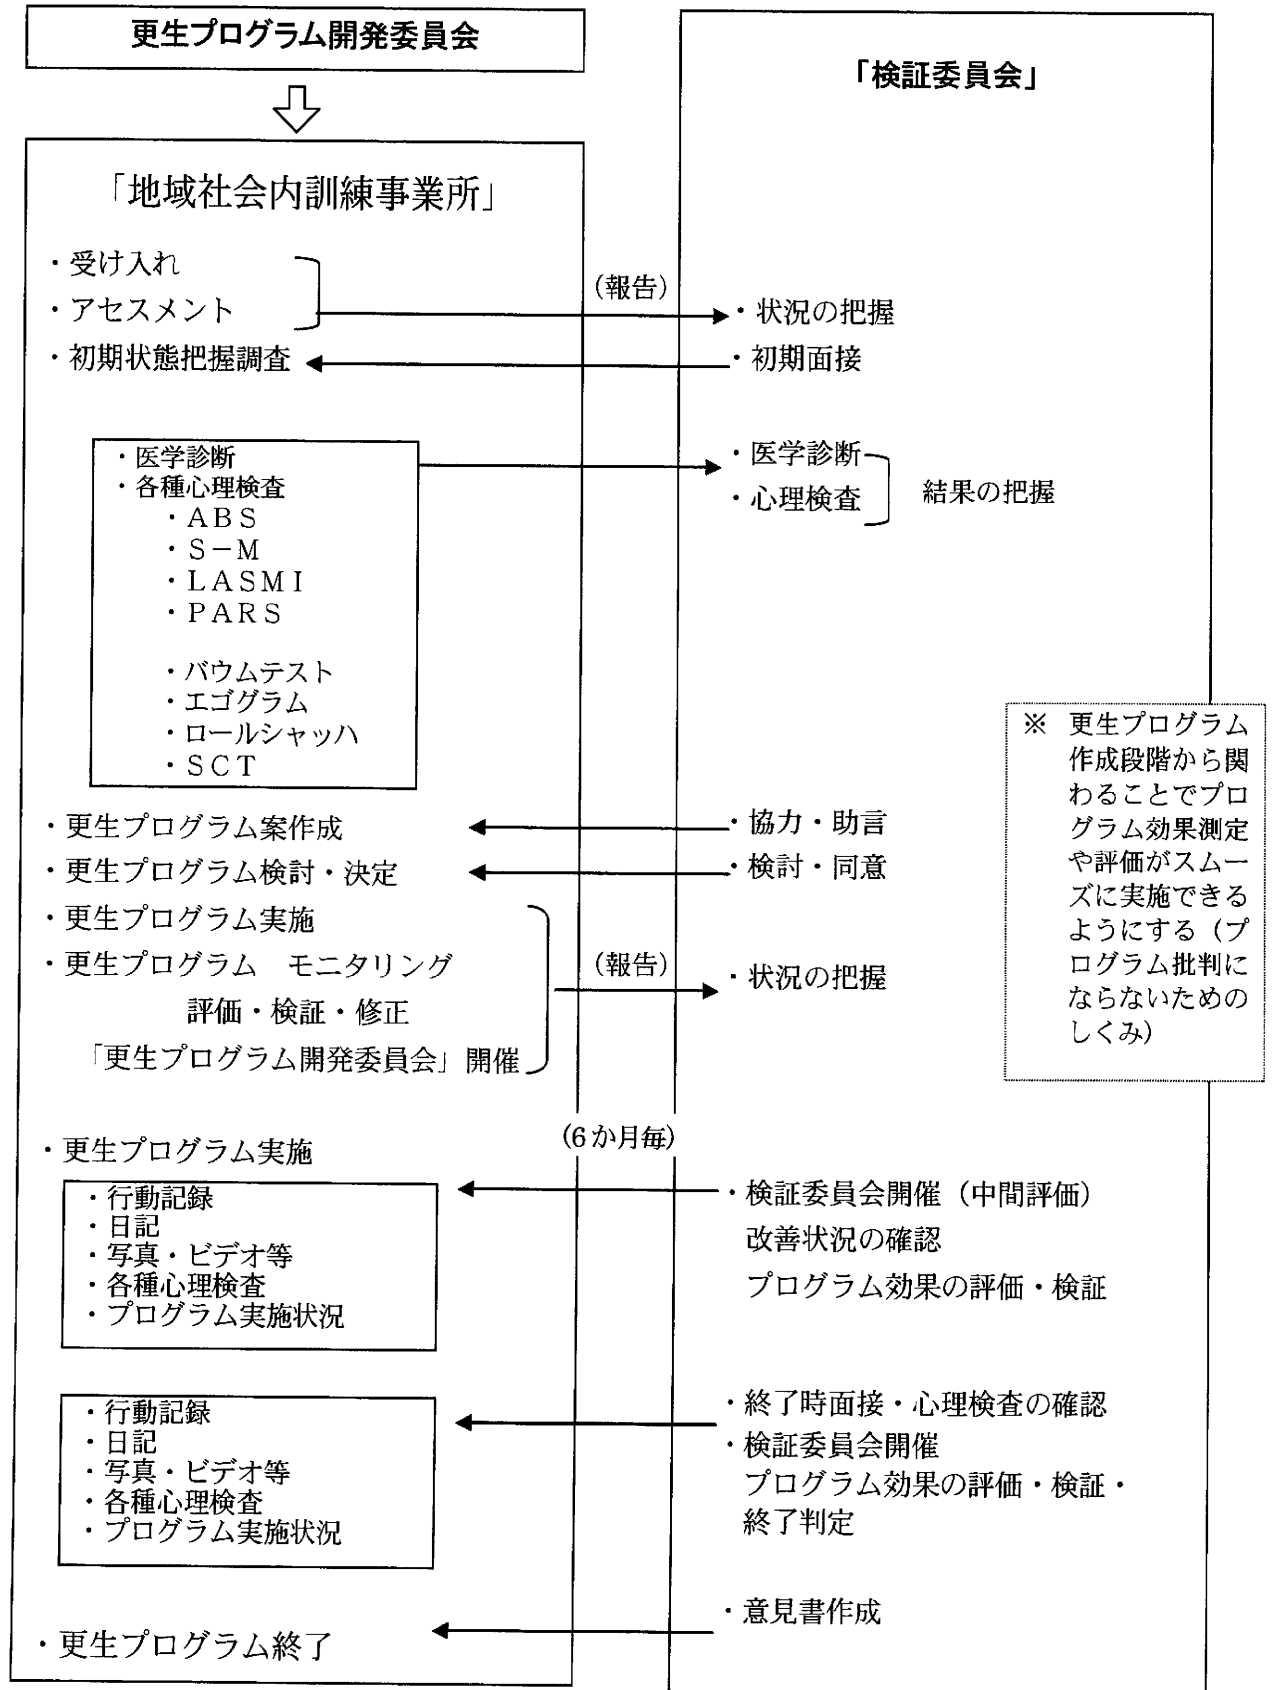 更生プログラム開発委員会
「検証委員会」
「地域社会内訓練事業所」
・受け入れ
・アセスメント
(報告)
・状況の把握
・初期状態把握調査
・初期面接
・医学診断
・各種心理検査
・ABS
・S－M
・LASMI
・PARS
・バウムテスト
・エゴグラム
・ロールシャッハ
・SCT
・医学診断
・心理検査
結果の把握
※ 更生プログラム
作成段階から関
わることでプロ
グラム効果測定
や評価がスムー
ズに実施できる
ようにする（プ
ログラム批判に
ならないための
しくみ）
・更生プログラム案作成
・協力・助言
・更生プログラム検討・決定
・検討・同意
・更生プログラム実施
・更生プログラム　モニタリング
評価・検証・修正
「更生プログラム開発委員会」開催
(報告)
・状況の把握
(6か月毎)
・更生プログラム実施
・行動記録
・日記
・写真・ビデオ等
・各種心理検査
・プログラム実施状況
・検証委員会開催（中間評価）
改善状況の確認
プログラム効果の評価・検証
・行動記録
・日記
・写真・ビデオ等
・各種心理検査
・プログラム実施状況
・終了時面接・心理検査の確認
・検証委員会開催
プログラム効果の評価・検証・
終了判定
・意見書作成
・更生プログラム終了